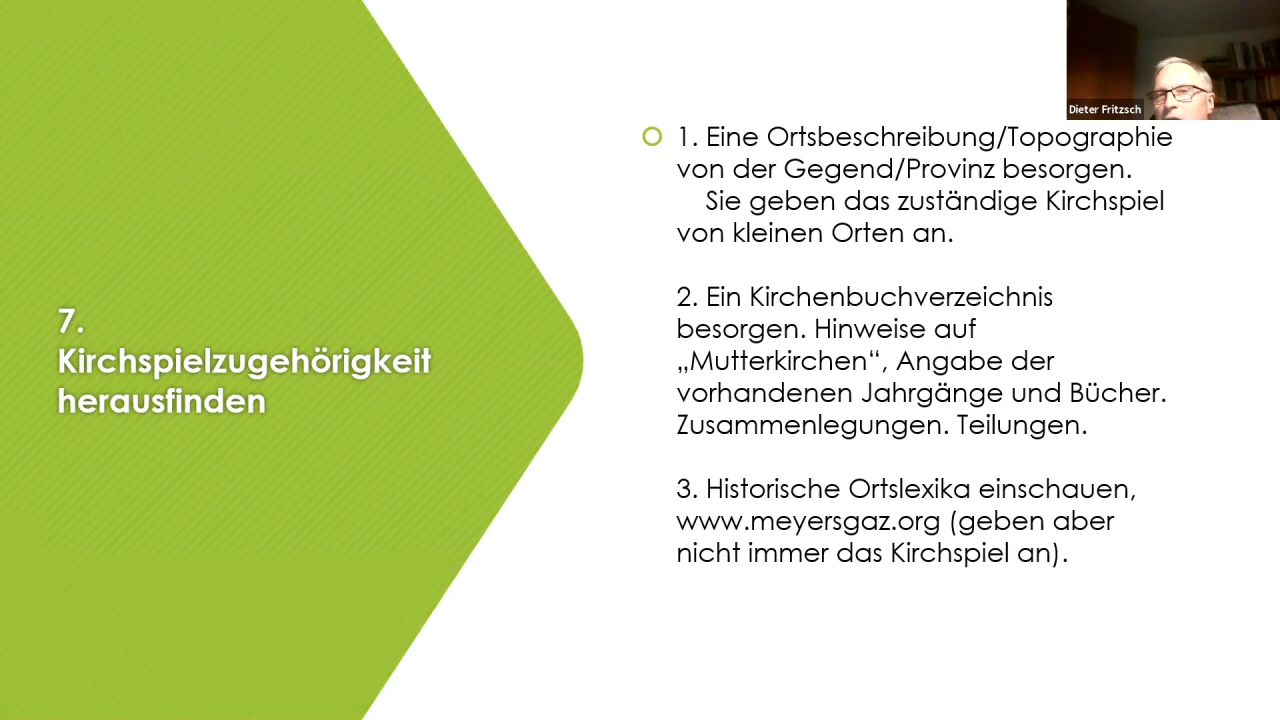 Dieter Fritzsch
7.
Kirchspielzugehörigkeit
herausfinden
1. Eine Ortsbeschreibung/Topographie
von der Gegend/Provinz besorgen.
Sie geben das zuständige Kirchspiel
von kleinen Orten an.
2. Ein Kirchenbuchverzeichnis
besorgen. Hinweise auf
„Mutterkirchen“, Angabe der
vorhandenen Jahrgänge und Bücher.
Zusammenlegungen. Teilungen.
3. Historische Ortslexika einschauen,
www.meyersgaz.org (geben aber
nicht immer das Kirchspiel an).